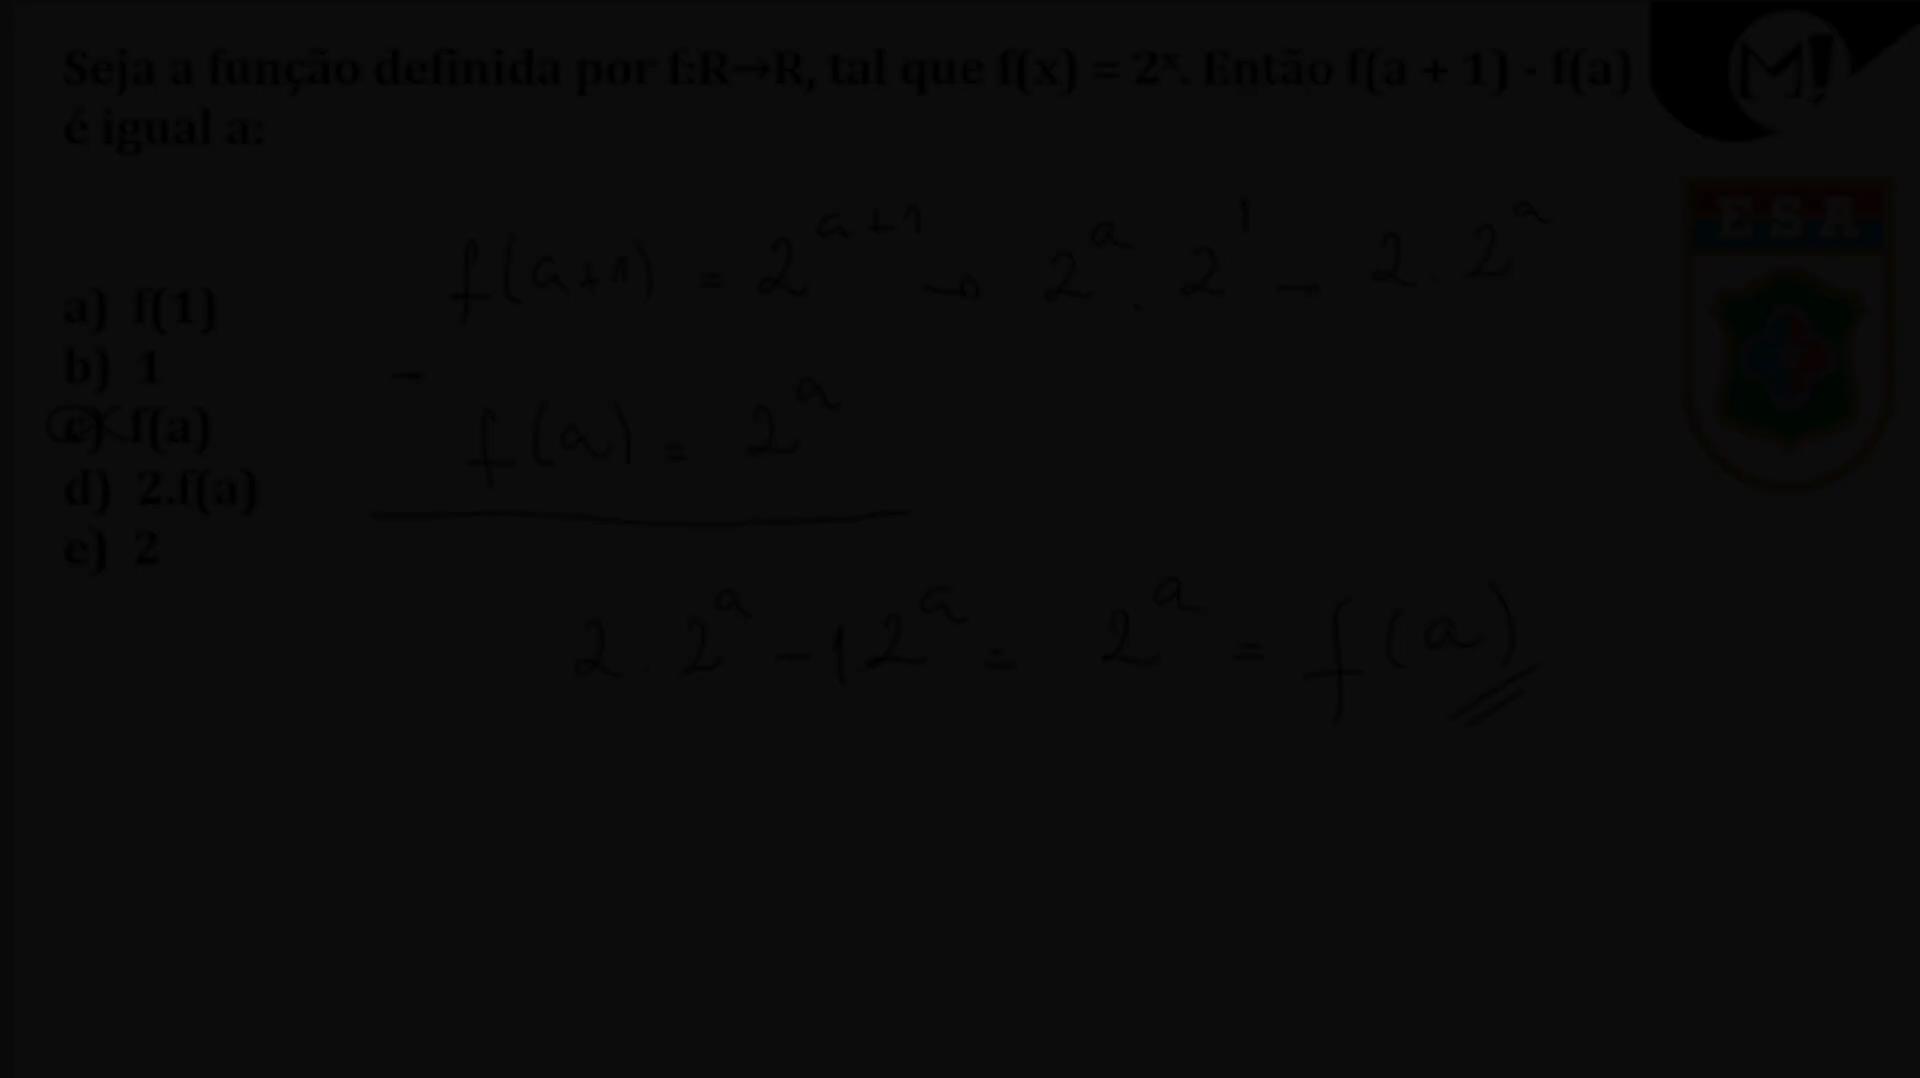 Seja a função definida por f:R→R, tal que f(x) = 2ˣ. Então f(a + 1) - f(a)
é igual a:
M!
ESA
f(a+1) = 2^(a+1) → 2^a . 2^1 → 2 . 2^a
a) f(1)
b) 1
- f(a) = 2^a
c) f(a)
d) 2.f(a)
e) 2
2 . 2^a - 1 2^a = 2^a = f(a)